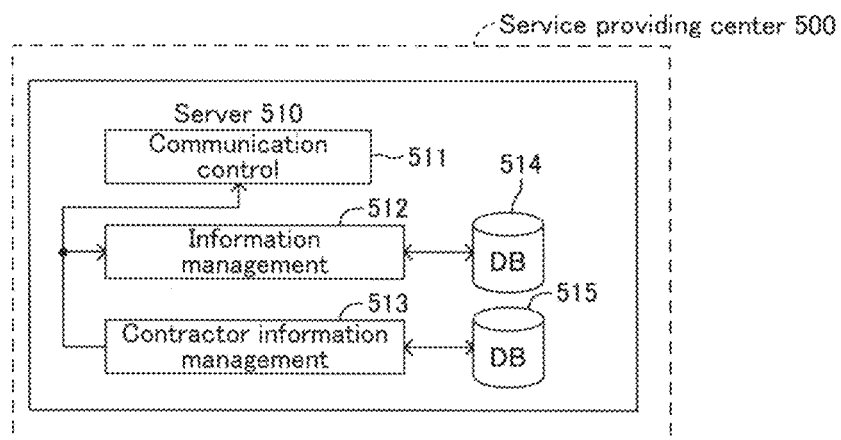 Service providing center 500
Server 510
Communication
control
511
512
Information
management
514
DB
513
Contractor information
management
515
DB